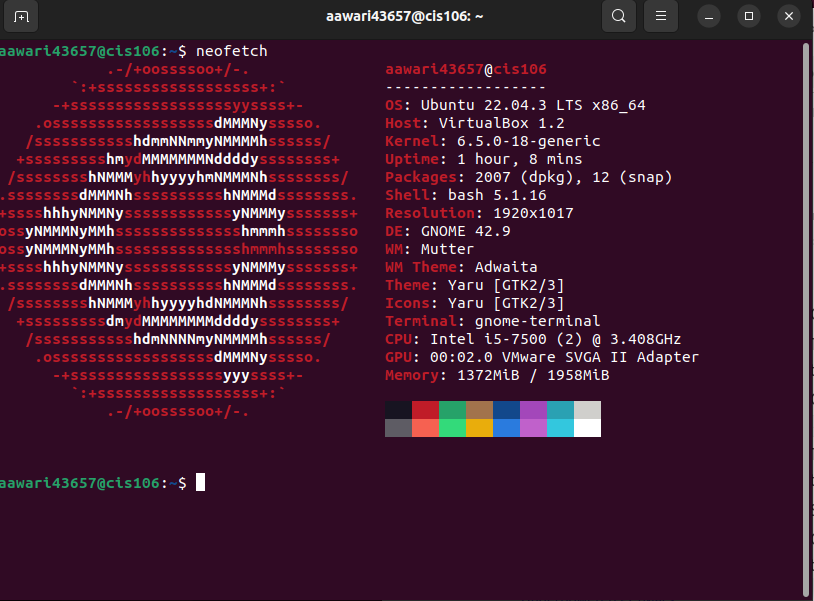 aawari43657@cis106: ~
aawari43657@cis106:~$ neofetch
            .-/+oossssoo+/-.               aawari43657@cis106
        `:+ssssssssssssssssss+:`           ------------------
      -+ssssssssssssssssssyyssss+-         OS: Ubuntu 22.04.3 LTS x86_64
    .ossssssssssssssssssdMMMNysssso.       Host: VirtualBox 1.2
   /ssssssssssshdmmNNmmyNMMMMhssssss/      Kernel: 6.5.0-18-generic
  +ssssssssshmydMMMMMMMNddddyssssssss+     Uptime: 1 hour, 8 mins
 /sssssssshNMMMyhhyyyyhmNMMMNhssssssss/    Packages: 2007 (dpkg), 12 (snap)
.ssssssssdMMMNhsssssssssshNMMMdssssssss.   Shell: bash 5.1.16
+sssshhhyNMMNyssssssssssssyNMMMysssssss+   Resolution: 1920x1017
ossyNMMMNyMMhsssssssssssssshmmmhssssssso   DE: GNOME 42.9
ossyNMMMNyMMhsssssssssssssshmmmhssssssso   WM: Mutter
+sssshhhyNMMNyssssssssssssyNMMMysssssss+   WM Theme: Adwaita
.ssssssssdMMMNhsssssssssshNMMMdssssssss.   Theme: Yaru [GTK2/3]
 /sssssssshNMMMyhhyyyyhdNMMMNhssssssss/    Icons: Yaru [GTK2/3]
  +sssssssssdmydMMMMMMMMddddyssssssss+     Terminal: gnome-terminal
   /ssssssssssshdmNNNNmyNMMMMhssssss/      CPU: Intel i5-7500 (2) @ 3.408GHz
    .ossssssssssssssssssdMMMNysssso.       GPU: 00:02.0 VMware SVGA II Adapter
      -+sssssssssssssssssyyyssss+-         Memory: 1372MiB / 1958MiB
        `:+ssssssssssssssssss+:`
            .-/+oossssoo+/-.
aawari43657@cis106:~$